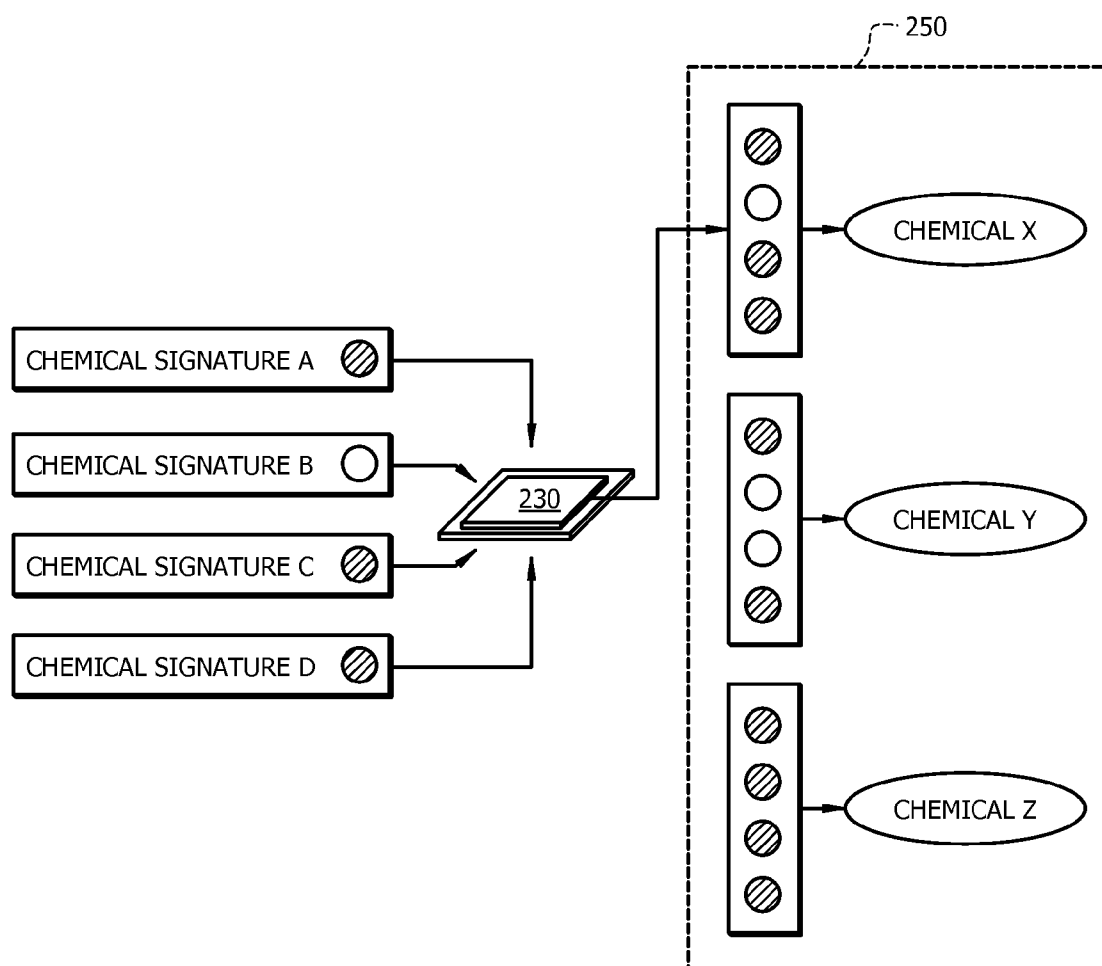 250
CHEMICAL X
CHEMICAL SIGNATURE A
CHEMICAL SIGNATURE B
230
CHEMICAL Y
CHEMICAL SIGNATURE C
CHEMICAL SIGNATURE D
CHEMICAL Z